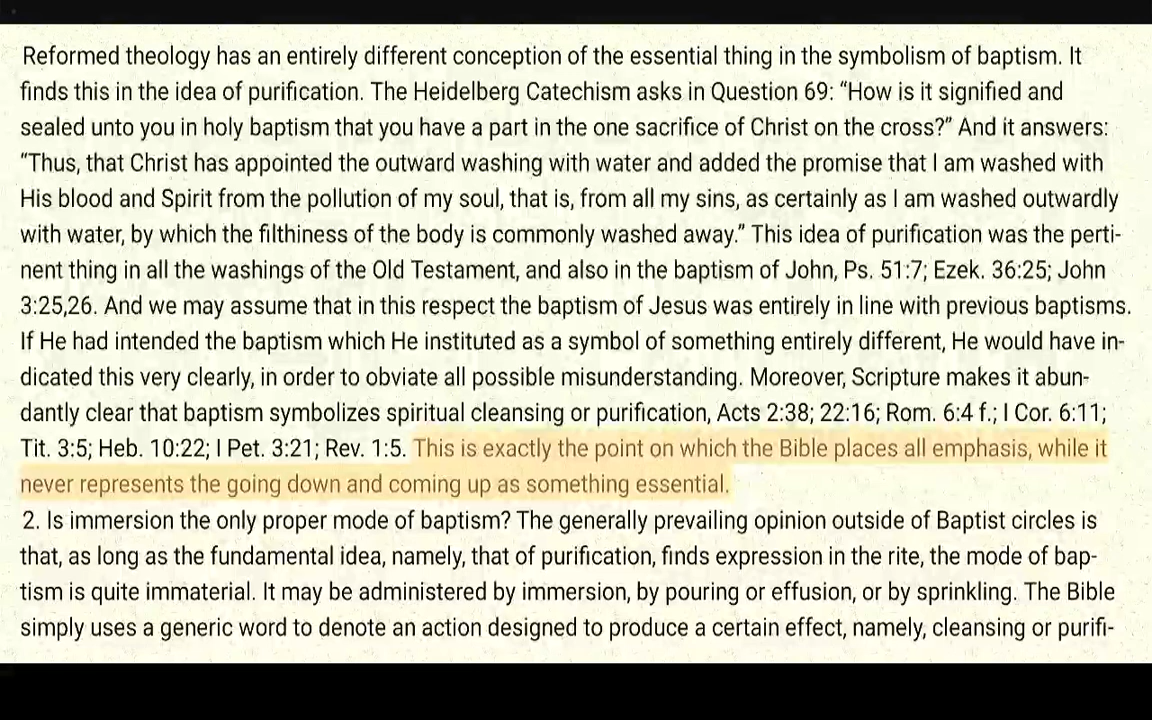 Reformed theology has an entirely different conception of the essential thing in the symbolism of baptism. It
finds this in the idea of purification. The Heidelberg Catechism asks in Question 69: “How is it signified and
sealed unto you in holy baptism that you have a part in the one sacrifice of Christ on the cross?” And it answers:
“Thus, that Christ has appointed the outward washing with water and added the promise that I am washed with
His blood and Spirit from the pollution of my soul, that is, from all my sins, as certainly as I am washed outwardly
with water, by which the filthiness of the body is commonly washed away.” This idea of purification was the perti-
nent thing in all the washings of the Old Testament, and also in the baptism of John, Ps. 51:7; Ezek. 36:25; John
3:25,26. And we may assume that in this respect the baptism of Jesus was entirely in line with previous baptisms.
If He had intended the baptism which He instituted as a symbol of something entirely different, He would have in-
dicated this very clearly, in order to obviate all possible misunderstanding. Moreover, Scripture makes it abun-
dantly clear that baptism symbolizes spiritual cleansing or purification, Acts 2:38; 22:16; Rom. 6:4 f.; I Cor. 6:11;
Tit. 3:5; Heb. 10:22; I Pet. 3:21; Rev. 1:5. This is exactly the point on which the Bible places all emphasis, while it
never represents the going down and coming up as something essential.
2. Is immersion the only proper mode of baptism? The generally prevailing opinion outside of Baptist circles is
that, as long as the fundamental idea, namely, that of purification, finds expression in the rite, the mode of bap-
tism is quite immaterial. It may be administered by immersion, by pouring or effusion, or by sprinkling. The Bible
simply uses a generic word to denote an action designed to produce a certain effect, namely, cleansing or purifi-